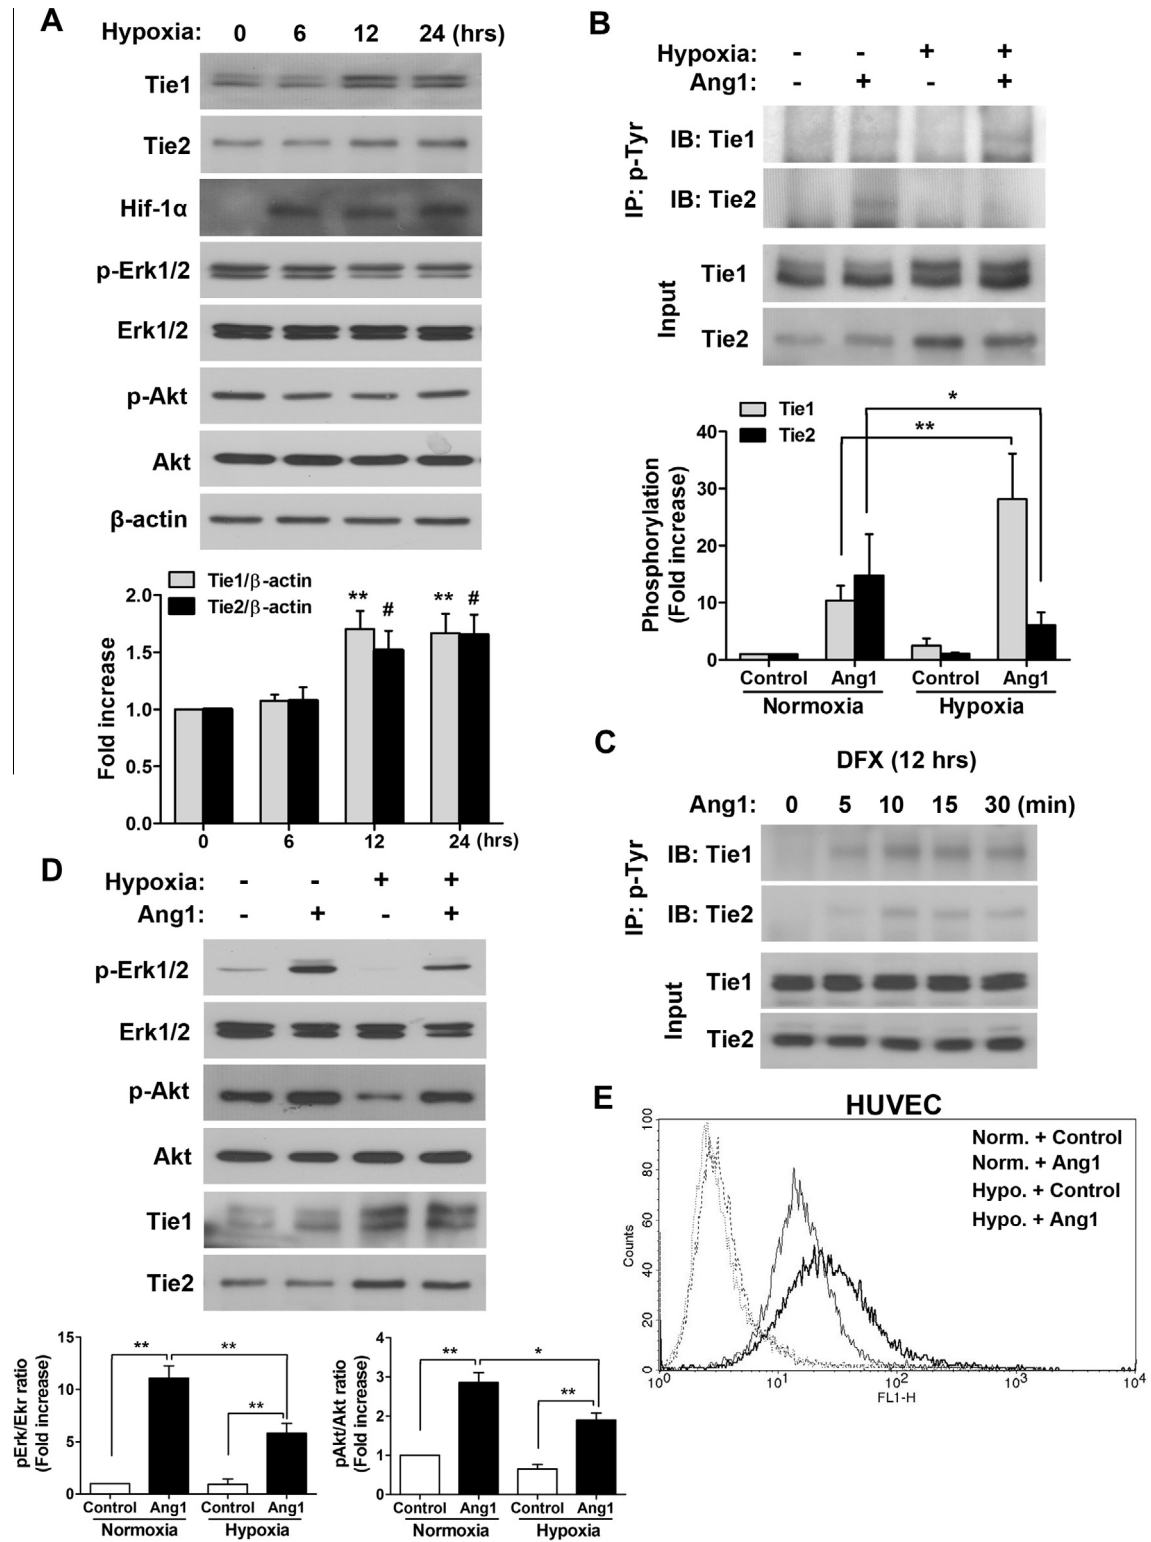 A
Hypoxia: 0 6 12 24 (hrs)
Tie1
Tie2
Hif-1α
p-Erk1/2
Erk1/2
p-Akt
Akt
β-actin
Tie1/β-actin
Tie2/β-actin
Fold increase
2.0
1.5
1.0
0.5
0.0
** # ** #
0 6 12 24 (hrs)
B
Hypoxia: - - + +
Ang1: - + - +
IP: p-Tyr
IB: Tie1
IB: Tie2
Input
Tie1
Tie2
Tie1
Tie2
*
**
Phosphorylation
(Fold increase)
40
30
20
10
0
Control Ang1 Control Ang1
Normoxia Hypoxia
C
DFX (12 hrs)
Ang1: 0 5 10 15 30 (min)
IP: p-Tyr
IB: Tie1
IB: Tie2
Input
Tie1
Tie2
D
Hypoxia: - - + +
Ang1: - + - +
p-Erk1/2
Erk1/2
p-Akt
Akt
Tie1
Tie2
pErk/Ekr ratio
(Fold increase)
15
10
5
0
** **
**
Control Ang1 Control Ang1
Normoxia Hypoxia
pAkt/Akt ratio
(Fold increase)
4
3
2
1
0
** *
**
Control Ang1 Control Ang1
Normoxia Hypoxia
E
HUVEC
Norm. + Control
Norm. + Ang1
Hypo. + Control
Hypo. + Ang1
Counts
100
80
60
40
20
0
10⁰ 10¹ 10² 10³ 10⁴
FL1-H